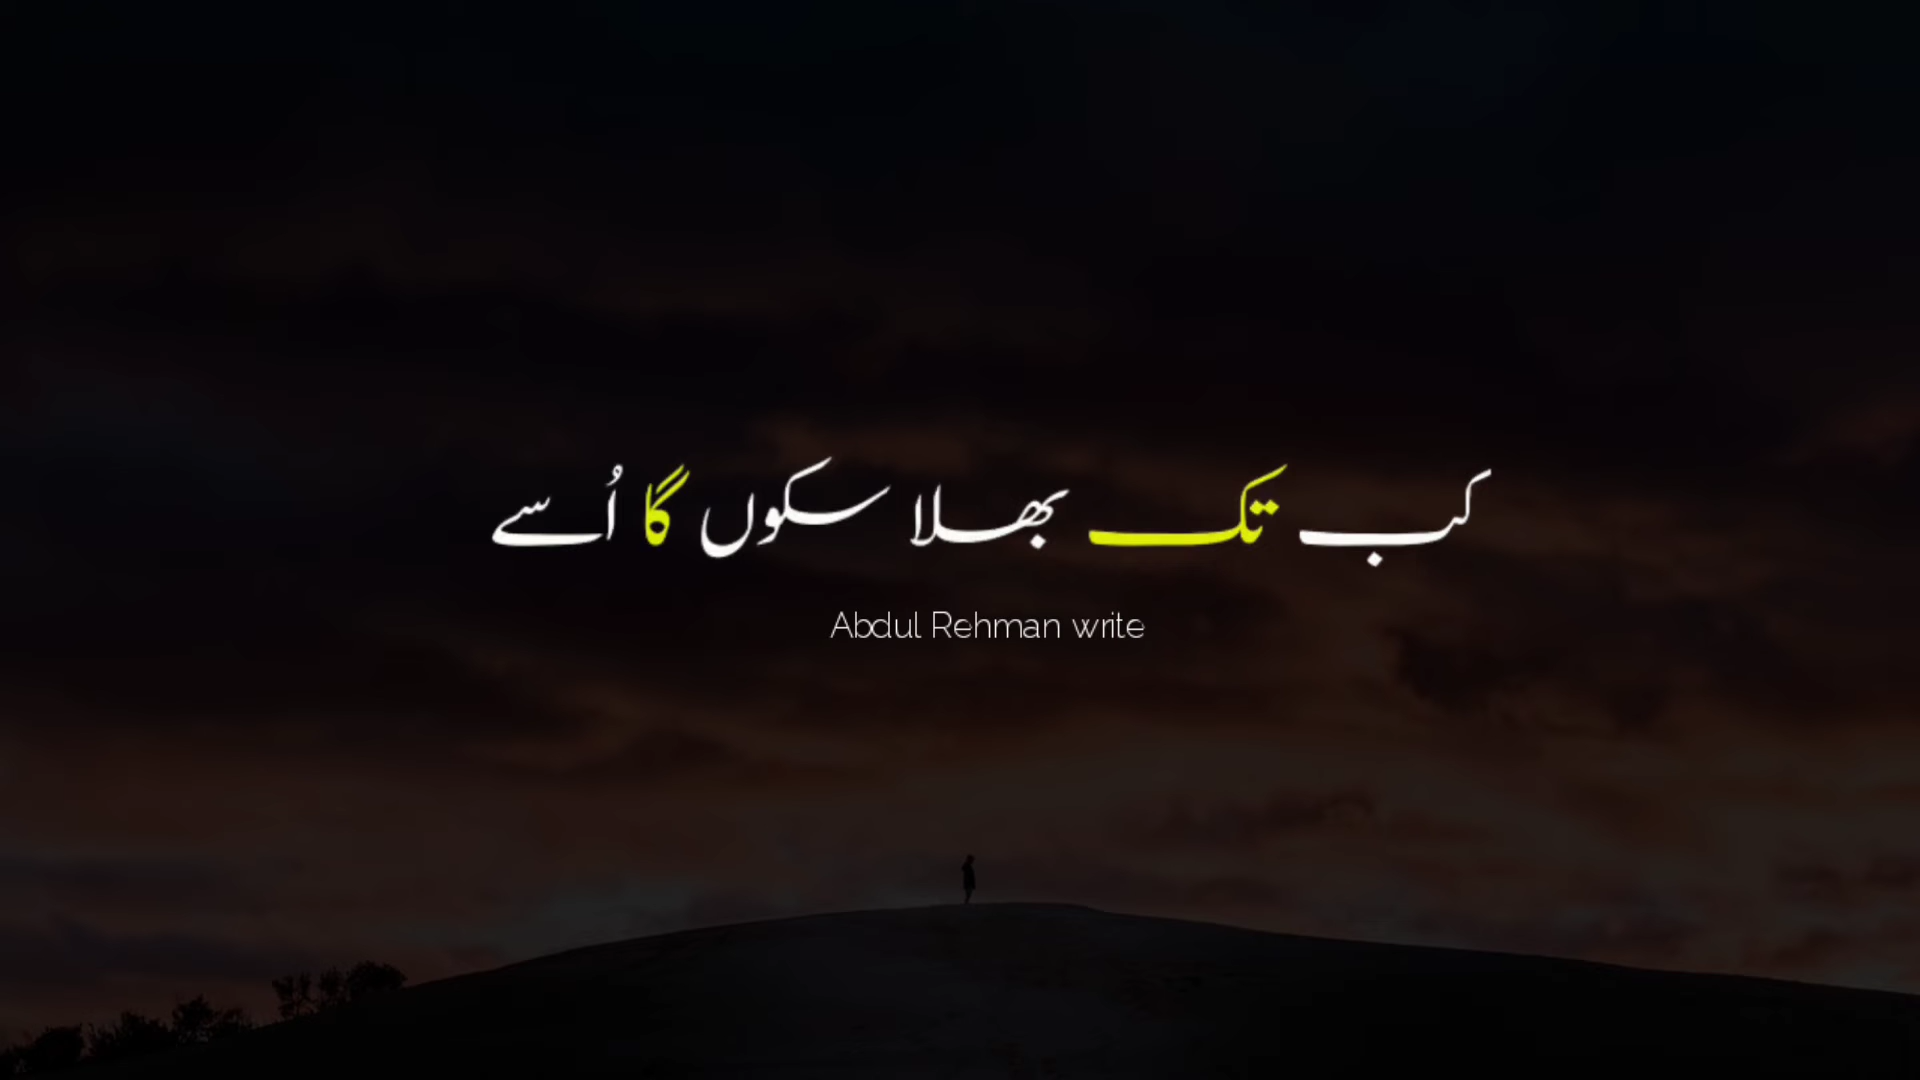 کب تک بھلا سکوں گا اُسے
Abdul Rehman write